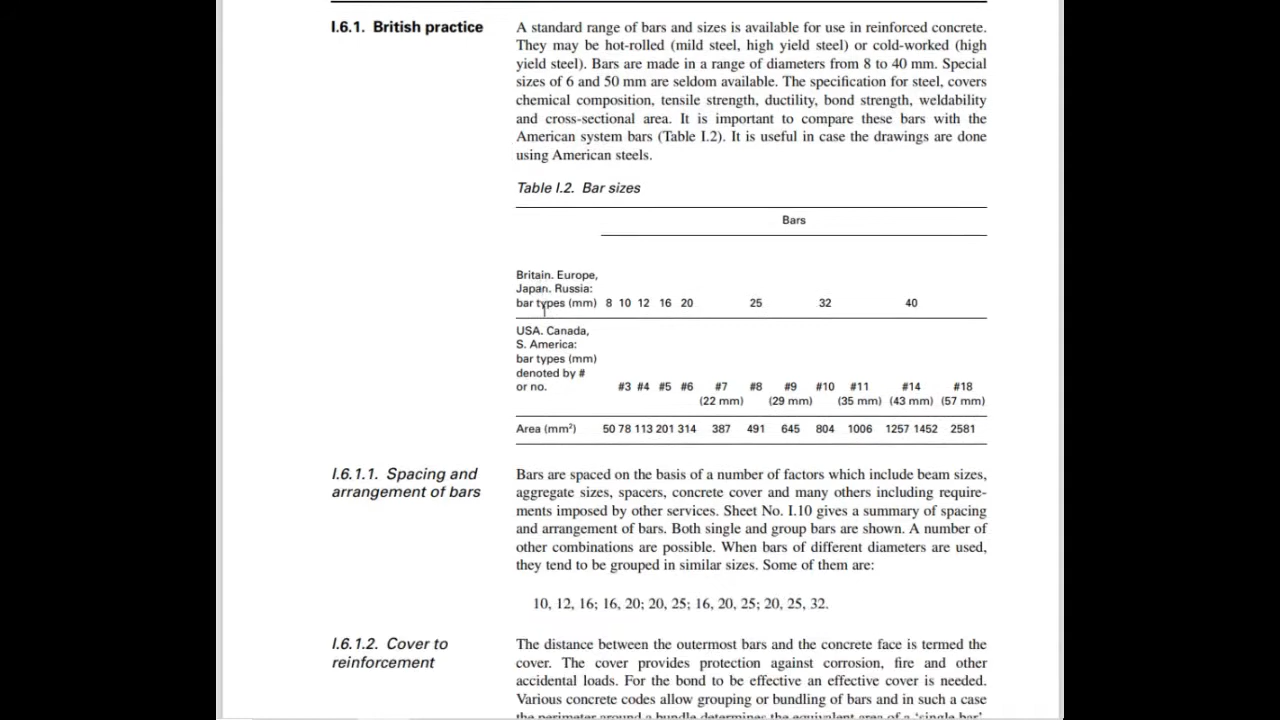 I.6.1. British practice
A standard range of bars and sizes is available for use in reinforced concrete.
They may be hot-rolled (mild steel, high yield steel) or cold-worked (high
yield steel). Bars are made in a range of diameters from 8 to 40 mm. Special
sizes of 6 and 50 mm are seldom available. The specification for steel, covers
chemical composition, tensile strength, ductility, bond strength, weldability
and cross-sectional area. It is important to compare these bars with the
American system bars (Table I.2). It is useful in case the drawings are done
using American steels.
Table I.2. Bar sizes
Bars
Britain. Europe,
Japan. Russia:
bar types (mm) 8 10 12 16 20 25 32 40
USA. Canada,
S. America:
bar types (mm)
denoted by #
or no. #3 #4 #5 #6 #7 #8 #9 #10 #11 #14 #18
(22 mm) (29 mm) (35 mm) (43 mm) (57 mm)
Area (mm²) 50 78 113 201 314 387 491 645 804 1006 1257 1452 2581
I.6.1.1. Spacing and
arrangement of bars
Bars are spaced on the basis of a number of factors which include beam sizes,
aggregate sizes, spacers, concrete cover and many others including require-
ments imposed by other services. Sheet No. I.10 gives a summary of spacing
and arrangement of bars. Both single and group bars are shown. A number of
other combinations are possible. When bars of different diameters are used,
they tend to be grouped in similar sizes. Some of them are:
10, 12, 16; 16, 20; 20, 25; 16, 20, 25; 20, 25, 32.
I.6.1.2. Cover to
reinforcement
The distance between the outermost bars and the concrete face is termed the
cover. The cover provides protection against corrosion, fire and other
accidental loads. For the bond to be effective an effective cover is needed.
Various concrete codes allow grouping or bundling of bars and in such a case
the perimeter around a bundle determines the equivalent area of a 'single bar'.